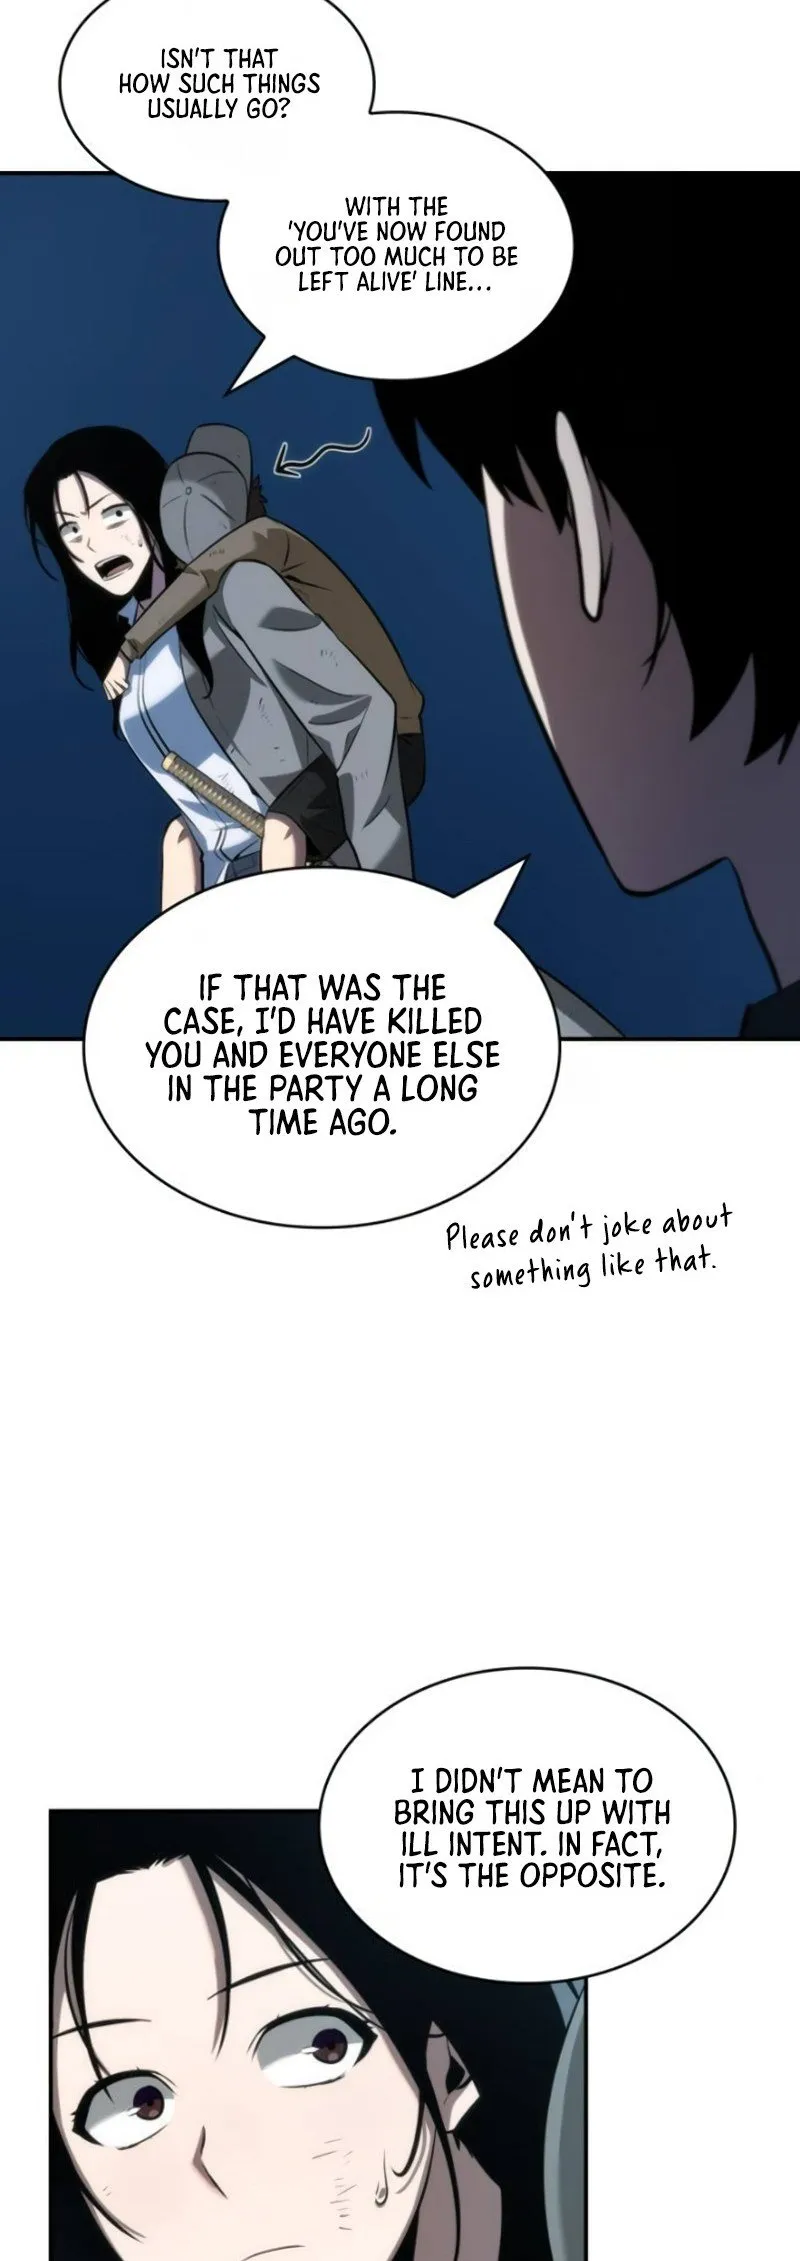 ISN'T THAT
HOW SUCH THINGS
USUALLY GO?
WITH THE
'YOU'VE NOW FOUND
OUT TOO MUCH TO BE
LEFT ALIVE' LINE...
IF THAT WAS THE
CASE, I'D HAVE KILLED
YOU AND EVERYONE ELSE
IN THE PARTY A LONG
TIME AGO.
Please don't joke about
something like that.
I DIDN'T MEAN TO
BRING THIS UP WITH
ILL INTENT. IN FACT,
IT'S THE OPPOSITE.